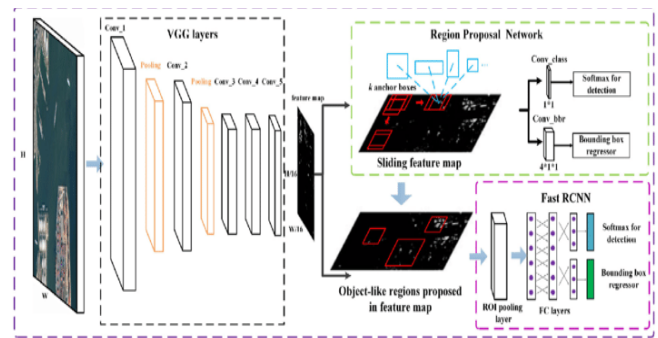 VGG layers
Conv_1
Pooling
Conv_2
Pooling
Conv_3
Conv_4
Conv_5
H
W
feature map
H/16
W/16
Region Proposal Network
k anchor boxes
Sliding feature map
Conv_class
1*1
Softmax for
detection
Conv_bbr
4*1*1
Bounding box
regressor
Object-like regions proposed
in feature map
Fast RCNN
ROI pooling
layer
FC layers
Softmax for
detection
Bounding box
regressor